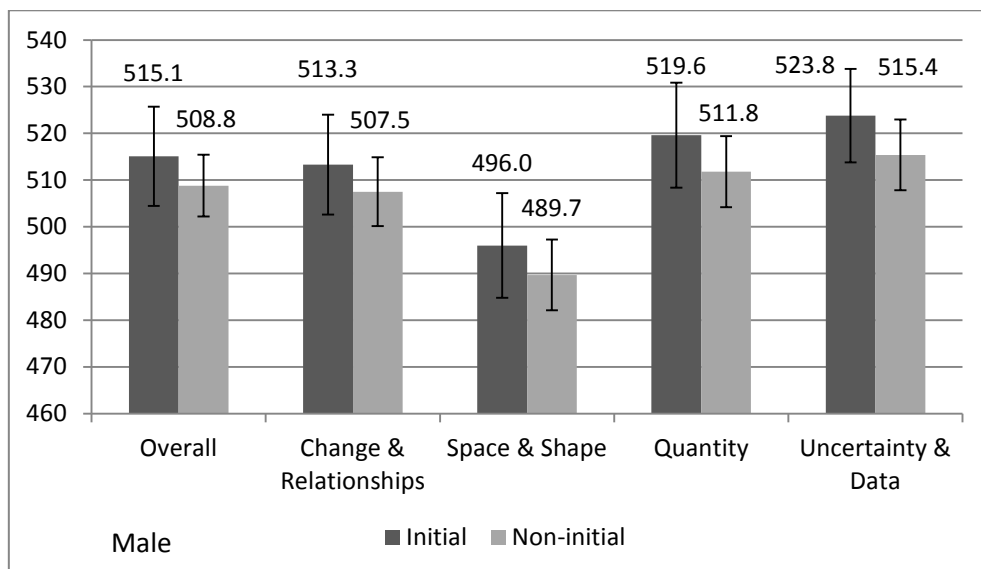 540
530
520
510
500
490
480
470
460
515.1
508.8
513.3
507.5
496.0
489.7
519.6
511.8
523.8
515.4
Overall
Change &
Relationships
Space & Shape
Quantity
Uncertainty &
Data
Male
Initial
Non-initial